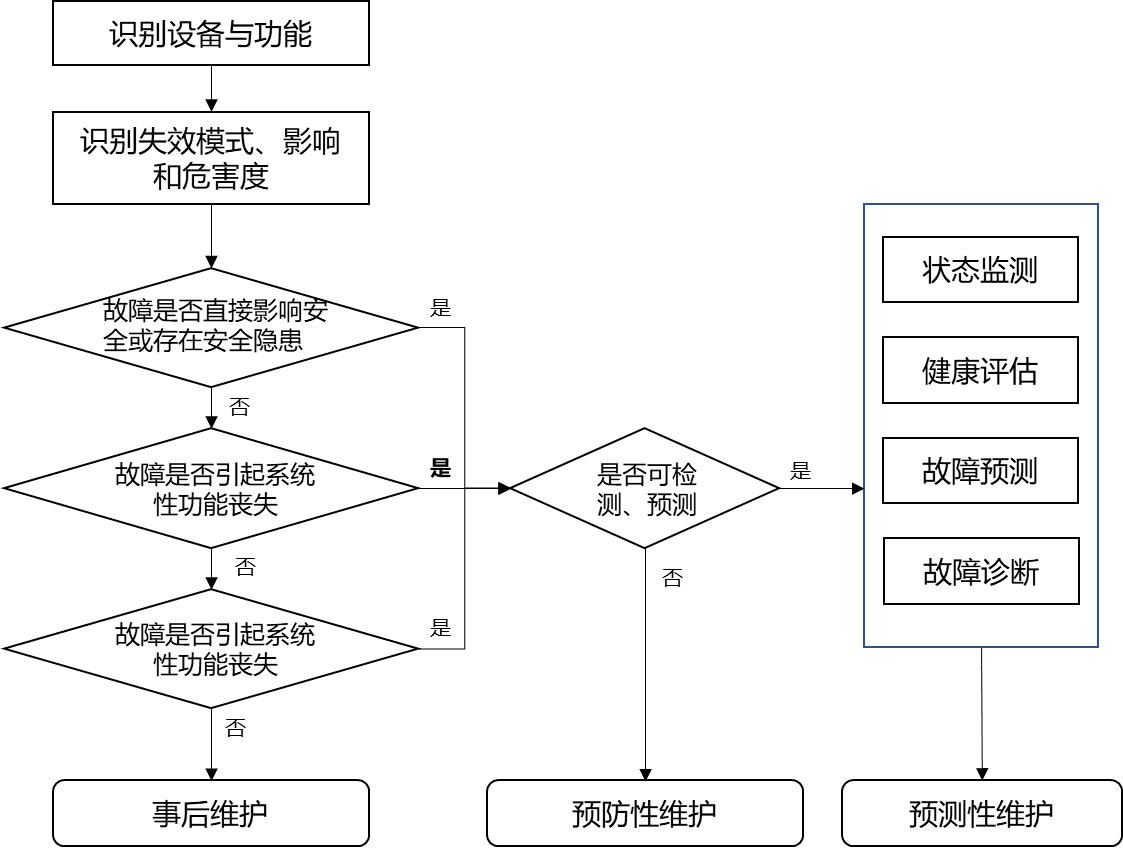 识别设备与功能
识别失效模式、影响
和危害度
故障是否直接影响安
全或存在安全隐患
是
否
故障是否引起系统
性功能丧失
是
否
故障是否引起系统
性功能丧失
是
否
事后维护
是否可检
测、预测
是
否
预防性维护
状态监测
健康评估
故障预测
故障诊断
预测性维护